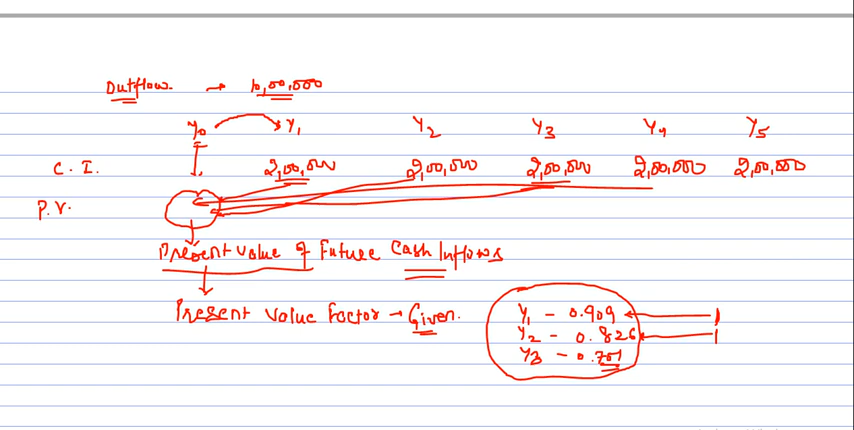 Outflow. → 10,00,000
Y0 Y1 Y2 Y3 Y4 Y5
C. I. 2,00,000 2,00,000 2,00,000 2,00,000 2,00,000
P.V.
Present value of Future Cash Inflows
Present Value Factor → Given.
Y1 - 0.909
Y2 - 0.826
Y3 - 0.751